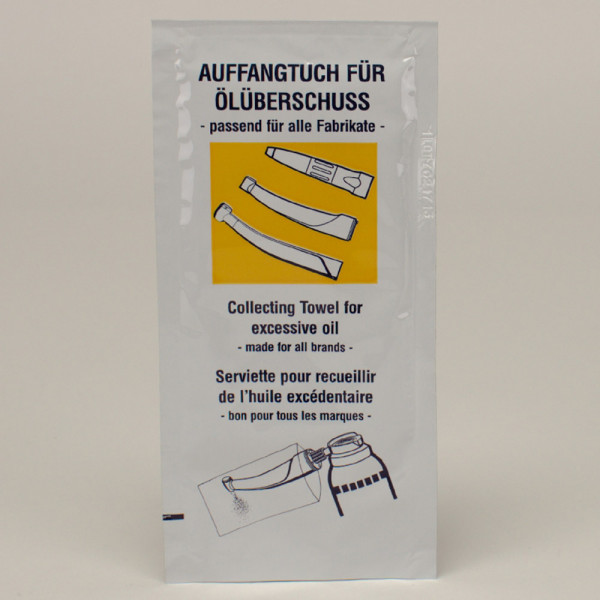 AUFFANGTUCH FÜR
ÖLÜBERSCHUSS
- passend für alle Fabrikate -
Collecting Towel for
excessive oil
- made for all brands -
Serviette pour recueillir
de l'huile excédentaire
- bon pour tous les marques -